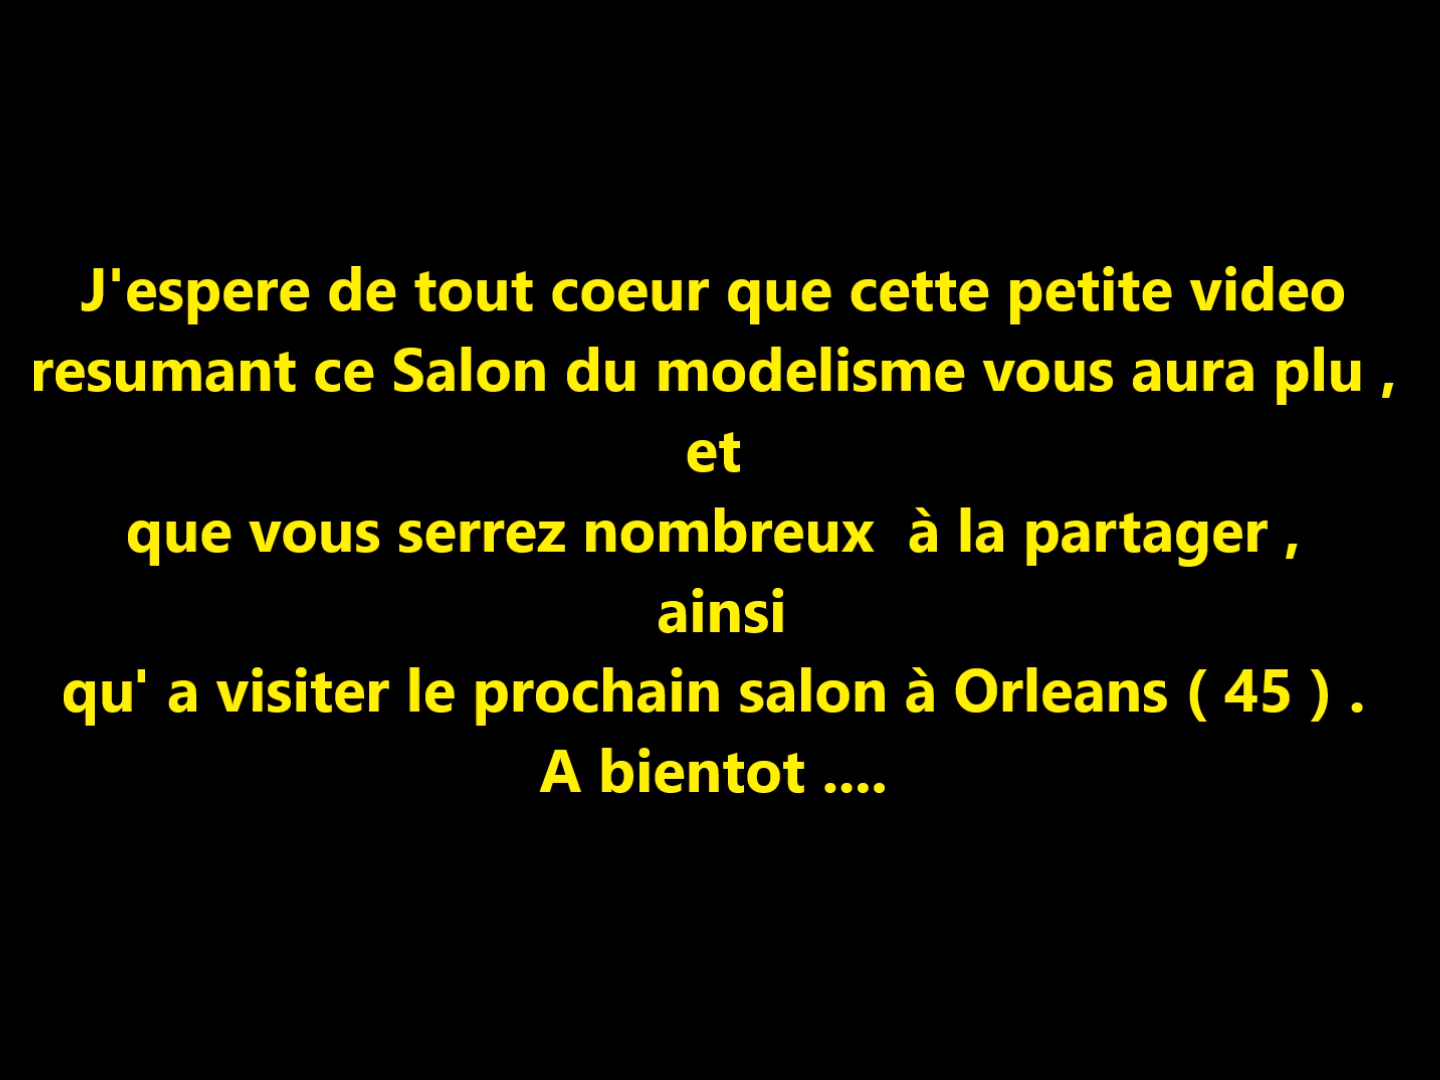 J'espere de tout coeur que cette petite video
resumant ce Salon du modelisme vous aura plu ,
et
que vous serrez nombreux  à la partager ,
ainsi
qu' a visiter le prochain salon à Orleans ( 45 ) .
A bientot ....